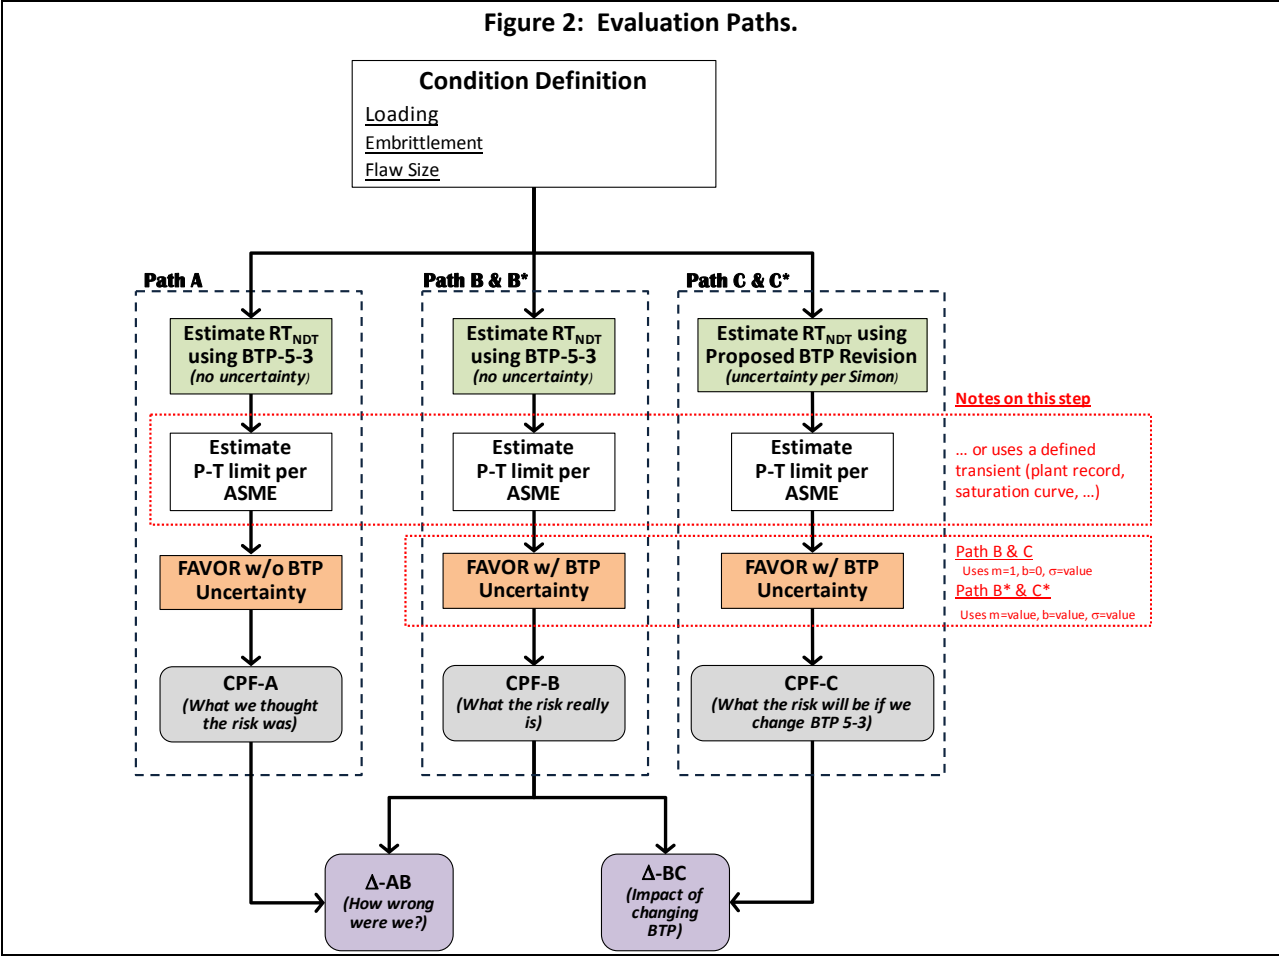 Figure 2: Evaluation Paths.
Condition Definition
Loading
Embrittlement
Flaw Size
Path A
Estimate RTNDT
using BTP-5-3
(no uncertainty)
Estimate
P-T limit per
ASME
FAVOR w/o BTP
Uncertainty
CPF-A
(What we thought
the risk was)
Path B & B*
Estimate RTNDT
using BTP-5-3
(no uncertainty)
Estimate
P-T limit per
ASME
FAVOR w/ BTP
Uncertainty
CPF-B
(What the risk really
is)
Path C & C*
Estimate RTNDT using
Proposed BTP Revision
(uncertainty per Simon)
Estimate
P-T limit per
ASME
FAVOR w/ BTP
Uncertainty
CPF-C
(What the risk will be if we
change BTP 5-3)
Notes on this step
... or uses a defined
transient (plant record,
saturation curve, ...)
Path B & C
Uses m=1, b=0, σ=value
Path B* & C*
Uses m=value, b=value, σ=value
Δ-AB
(How wrong
were we?)
Δ-BC
(Impact of
changing
BTP)